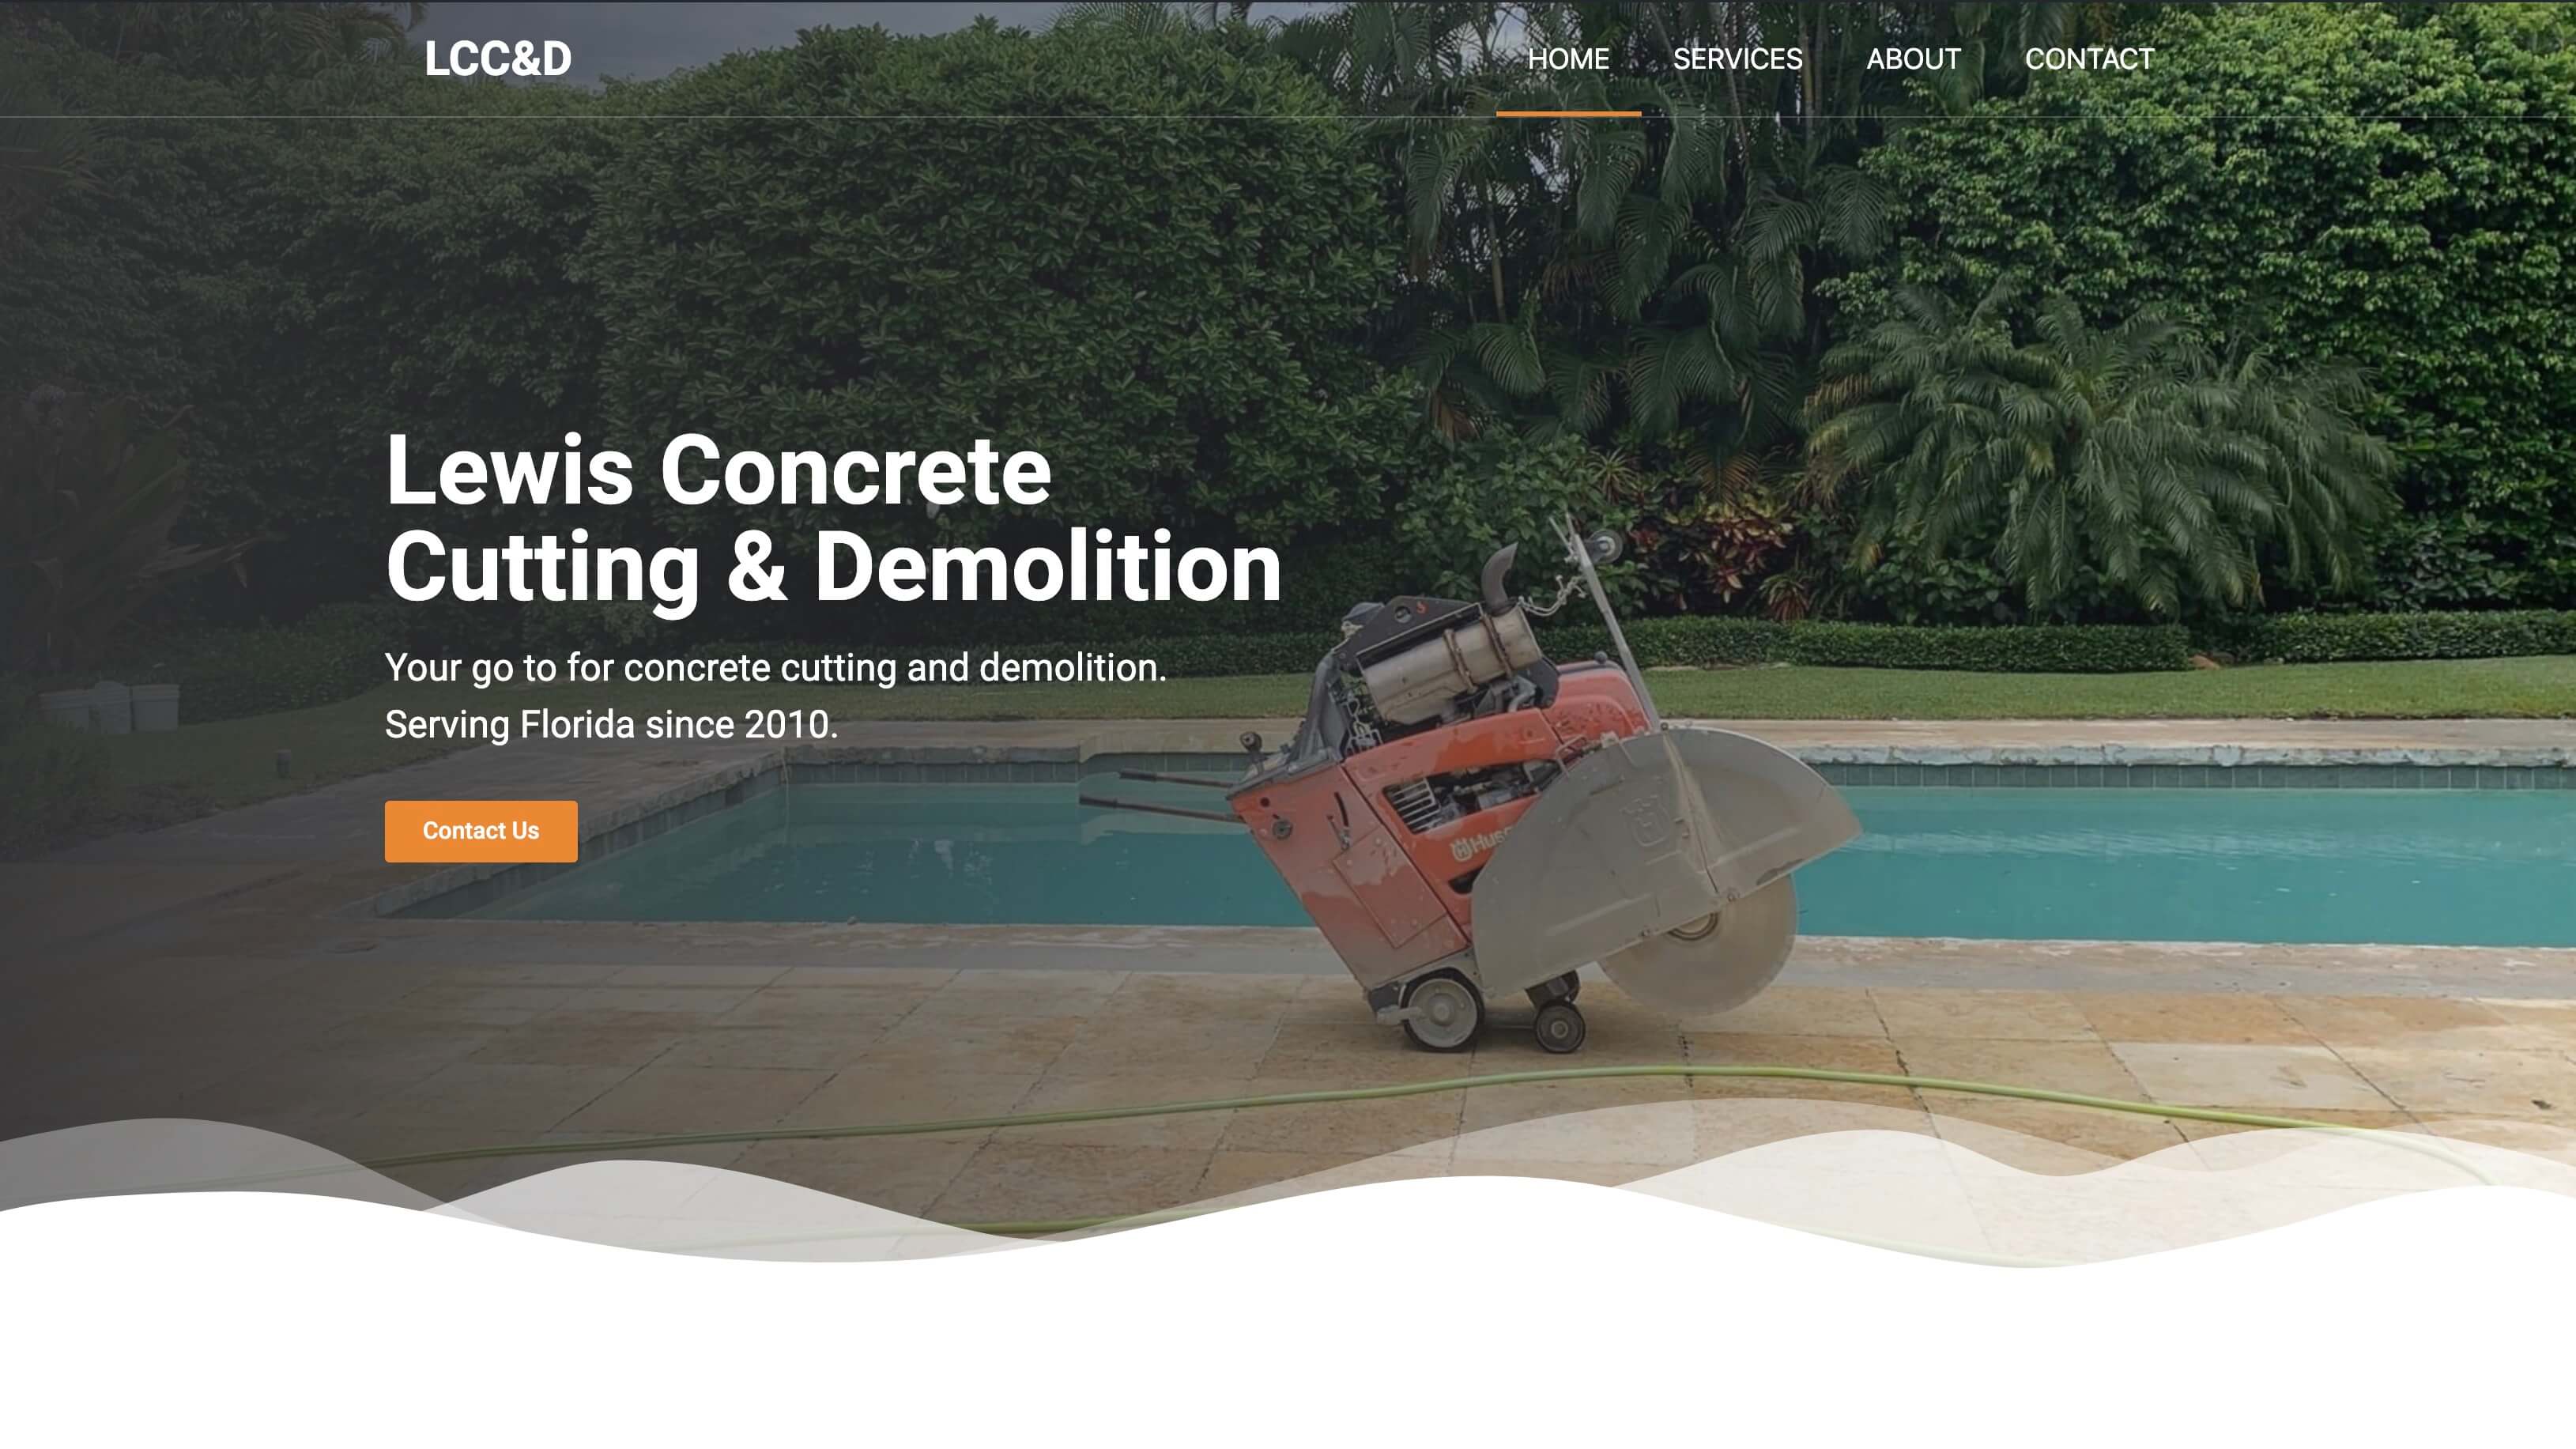 LCC&D
HOME
SERVICES
ABOUT
CONTACT
Lewis Concrete
Cutting & Demolition
Your go to for concrete cutting and demolition.
Serving Florida since 2010.
Contact Us